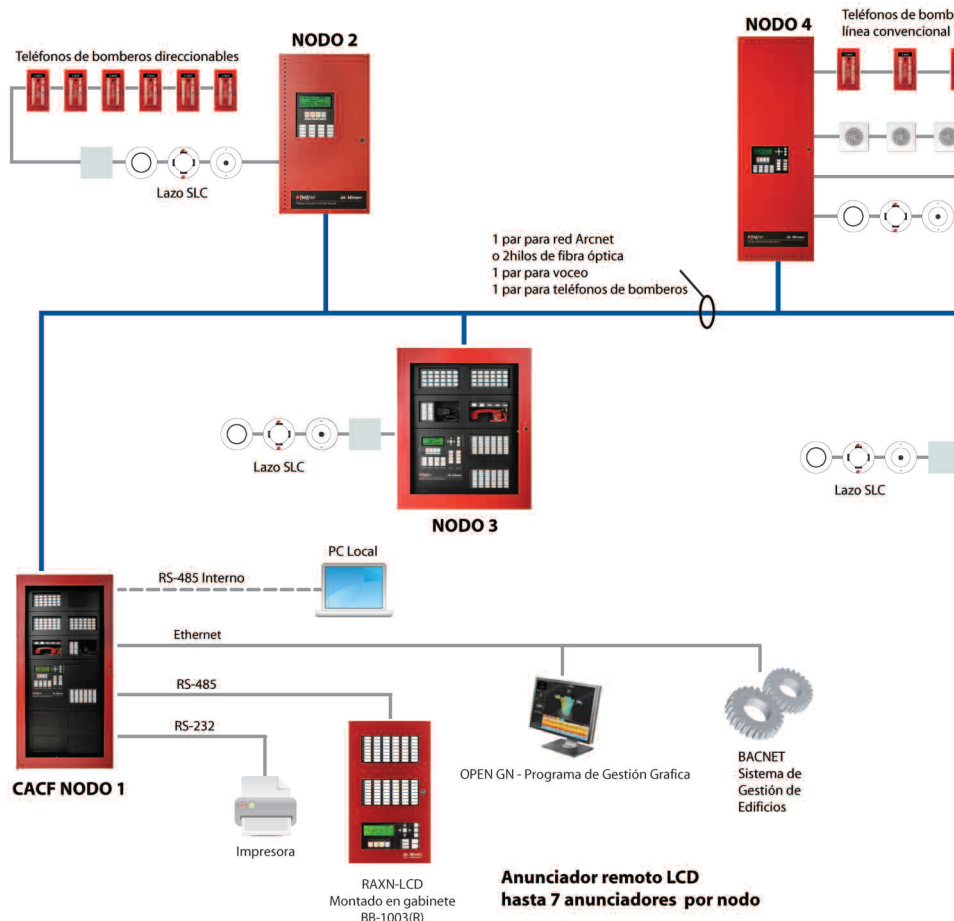 NODO 2
NODO 4
Teléfonos de bomb
línea convencional
Teléfonos de bomberos direccionables
Lazo SLC
1 par para red Arcnet
o 2hilos de fibra óptica
1 par para voceo
1 par para teléfonos de bomberos
Lazo SLC
Lazo SLC
NODO 3
PC Local
RS-485 Interno
Ethernet
RS-485
RS-232
CACF NODO 1
OPEN GN - Programa de Gestión Grafica
BACNET
Sistema de
Gestión de
Edificios
Impresora
RAXN-LCD
Montado en gabinete
BB-1003(R)
Anunciador remoto LCD
hasta 7 anunciadores por nodo